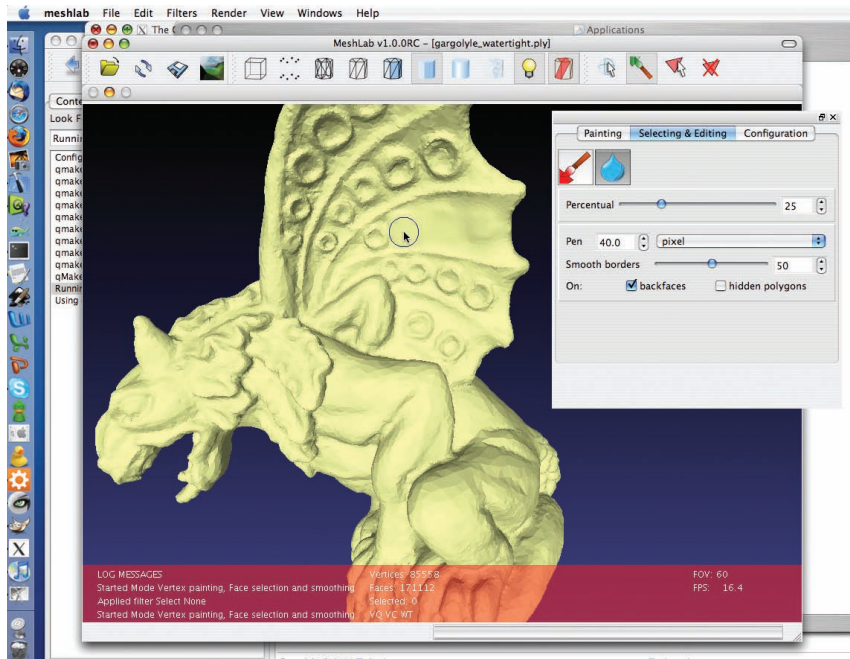 meshlab File Edit Filters Render View Windows Help
X The
Applications
MeshLab v1.0.0RC - [gargolyle_watertight.ply]
Conte
Look F
Runnin
Config
qmake
qmake
qmake
qmake
qmake
qmake
qmake
qmake
qmake
qMake
Runnin
Using
Painting Selecting & Editing Configuration
Percentual 25
Pen 40.0 pixel
Smooth borders 50
On: backfaces hidden polygons
LOG MESSAGES
Started Mode Vertex painting, Face selection and smoothing
Applied filter Select None
Started Mode Vertex painting, Face selection and smoothing
Vertices: 85558
Faces: 171112
Selected: 0
VQ VC WT
FOV: 60
FPS: 16.4